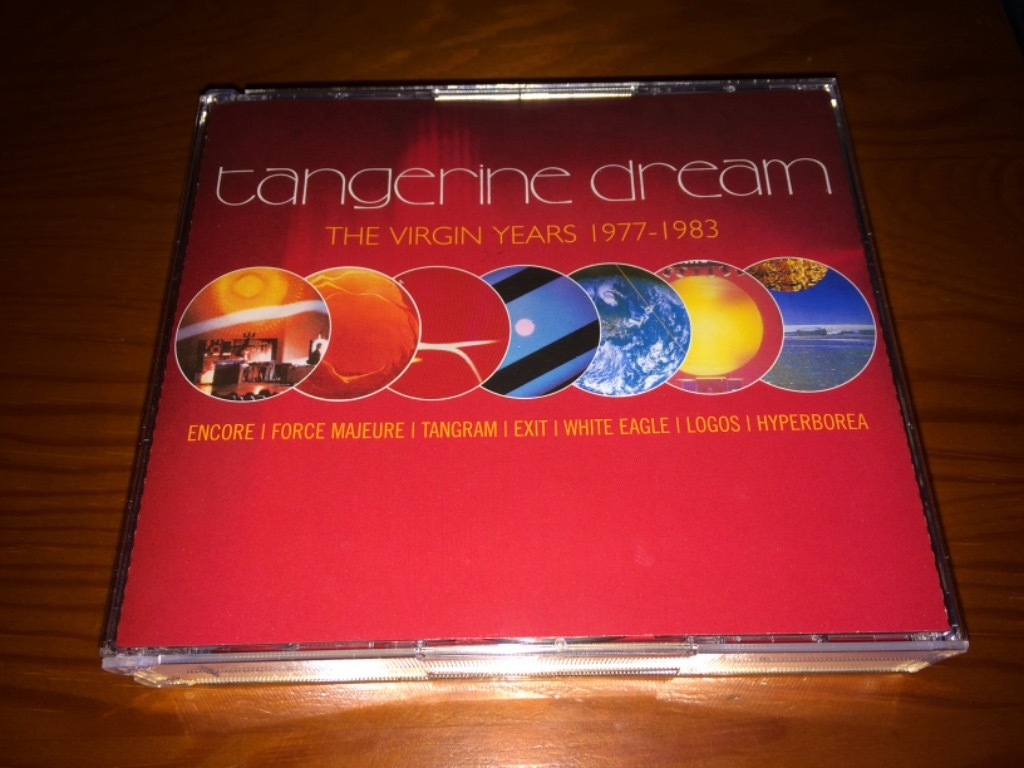 tangerine dream
THE VIRGIN YEARS 1977-1983
ENCORE | FORCE MAJEURE | TANGRAM | EXIT | WHITE EAGLE | LOGOS | HYPERBOREA